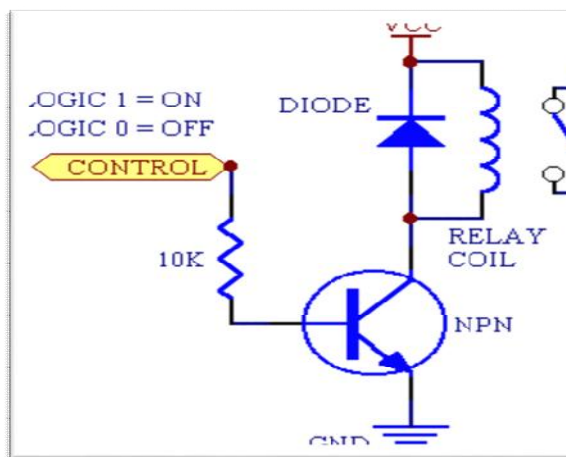 VCC
LOGIC 1 = ON
LOGIC 0 = OFF
DIODE
CONTROL
10K
RELAY
COIL
NPN
GND